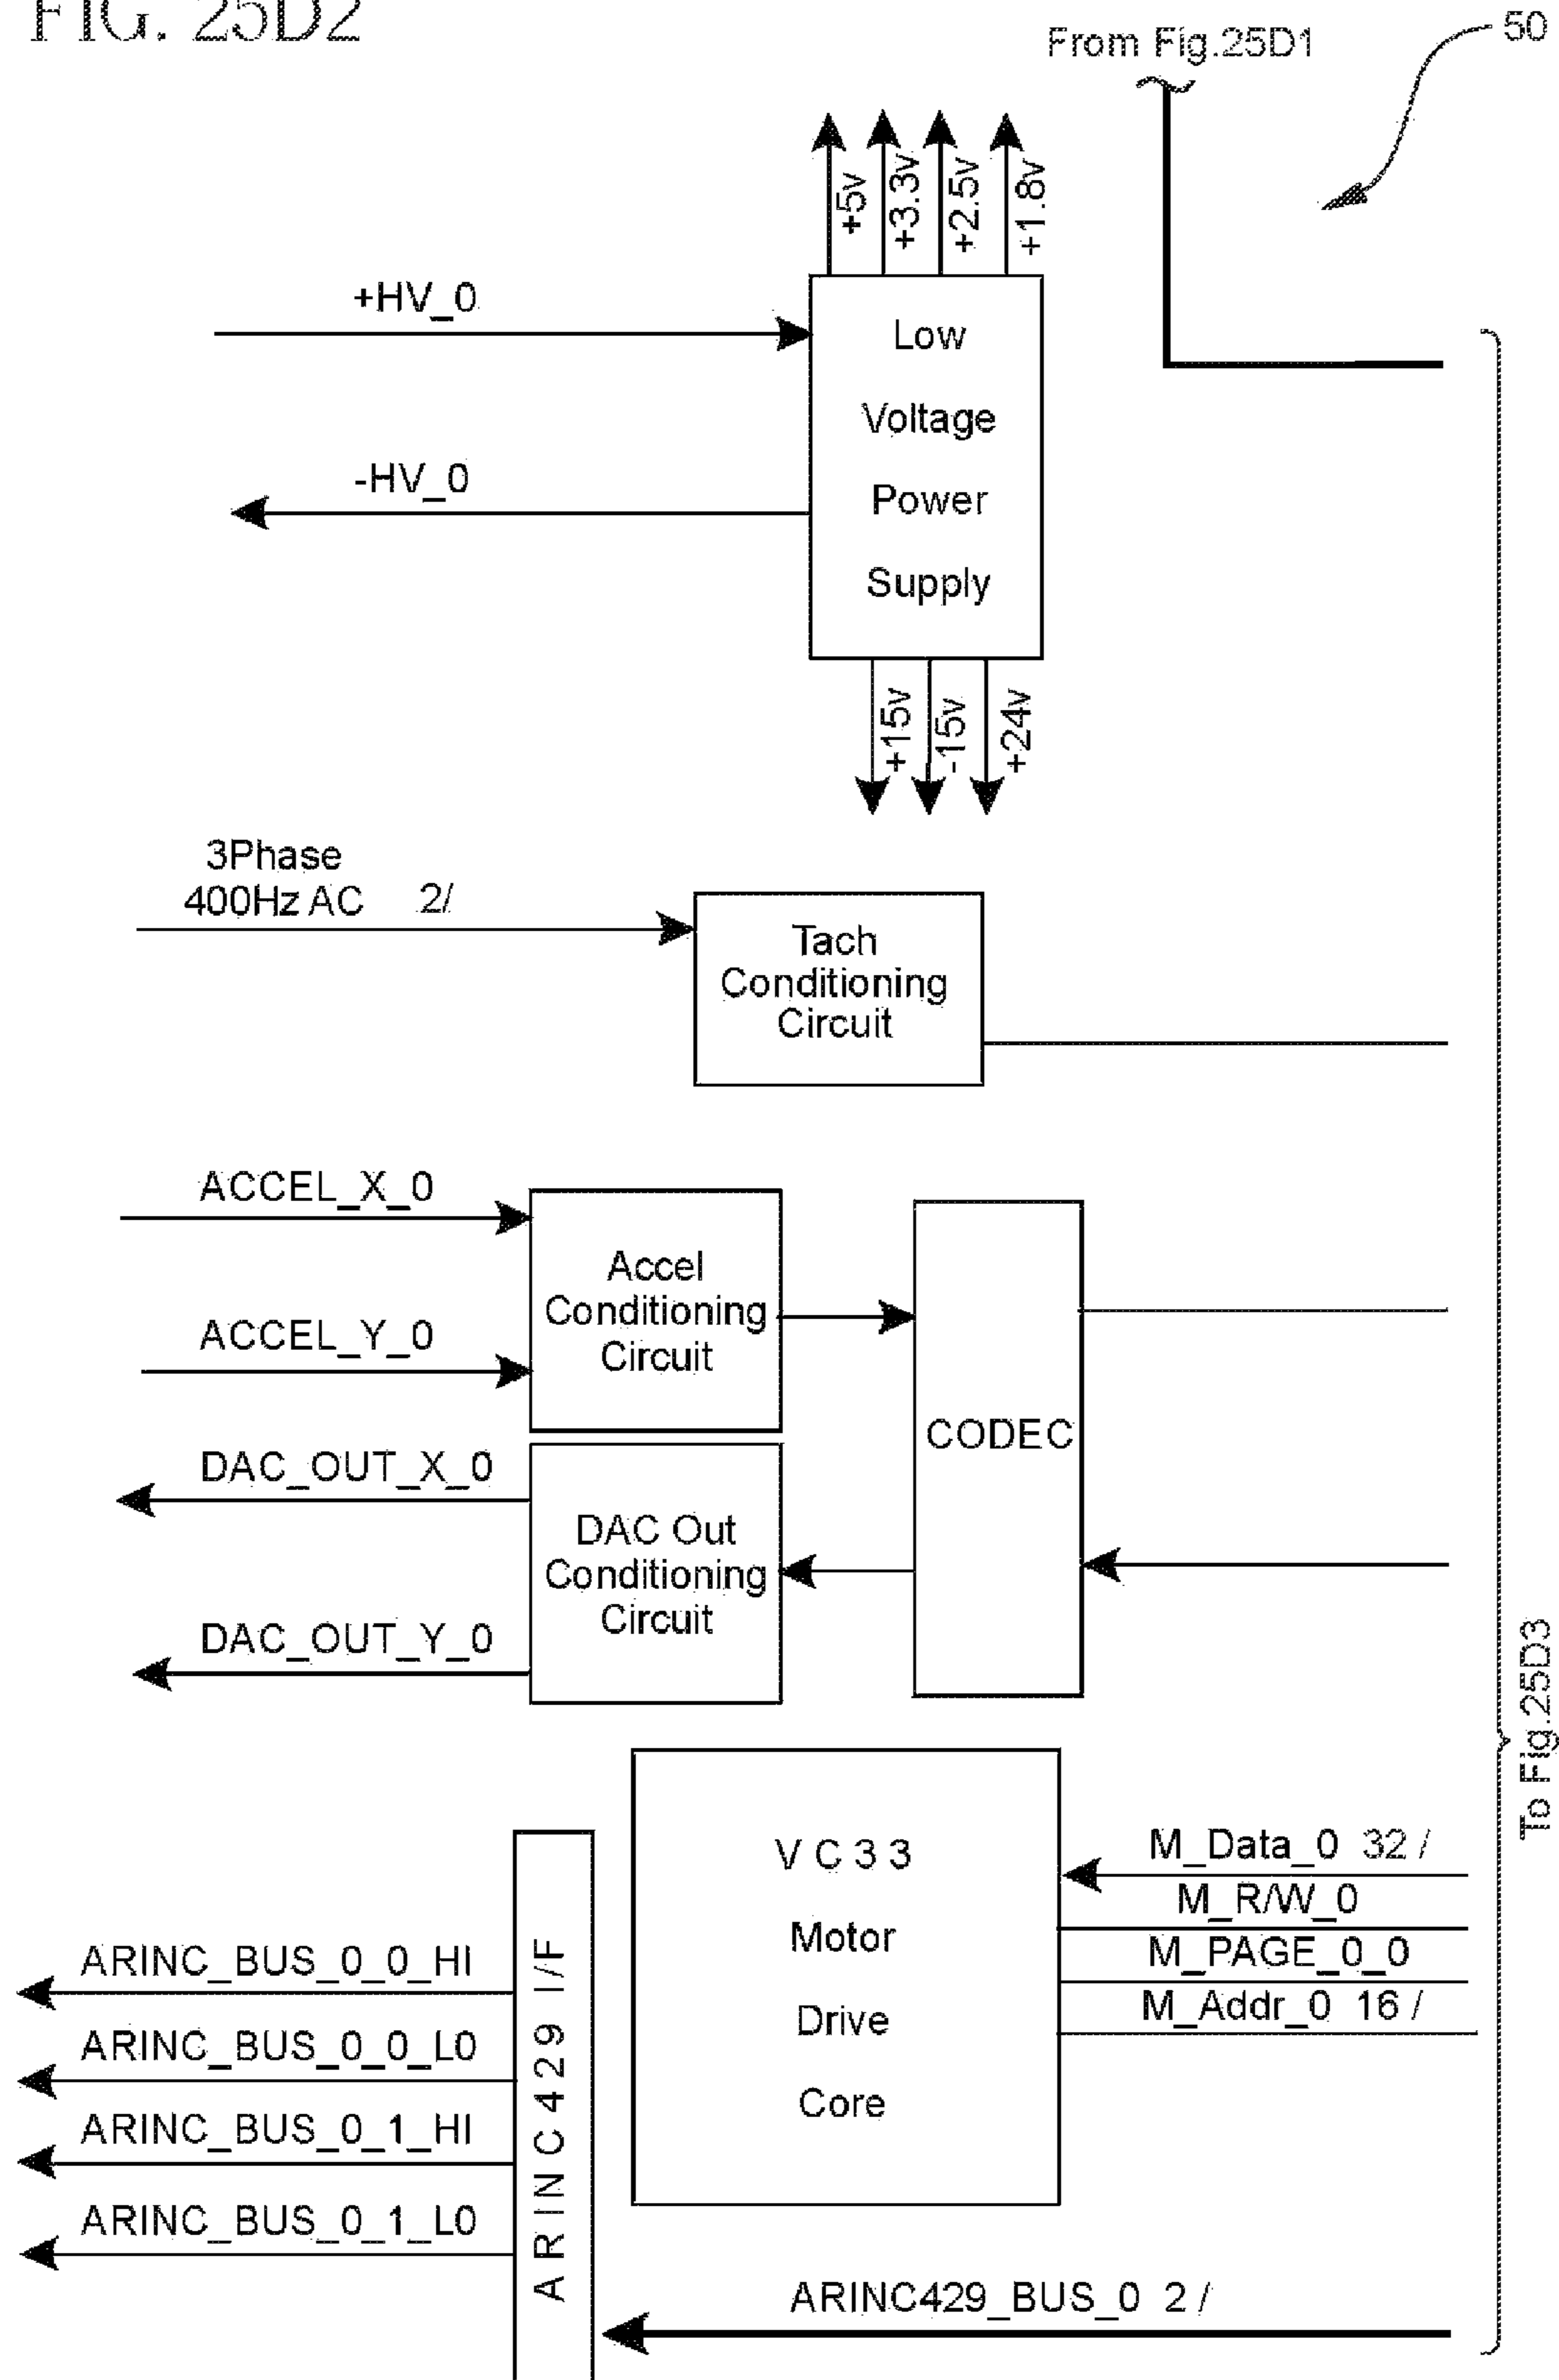 FIG. 25D2
From Fig.25D1
50
+5v
+3.3v
+2.5v
+1.8v
+HV_0
-HV_0
Low
Voltage
Power
Supply
+15v
-15v
+24v
3Phase
400Hz AC 2/
Tach
Conditioning
Circuit
ACCEL_X_0
ACCEL_Y_0
Accel
Conditioning
Circuit
CODEC
DAC_OUT_X_0
DAC_OUT_Y_0
DAC Out
Conditioning
Circuit
To Fig.25D3
VC33
Motor
Drive
Core
M_Data_0 32 /
M_R/W_0
M_PAGE_0_0
M_Addr_0 16 /
ARINC_BUS_0_0_HI
ARINC_BUS_0_0_L0
ARINC_BUS_0_1_HI
ARINC_BUS_0_1_L0
ARINC429 I/F
ARINC429_BUS_0 2 /